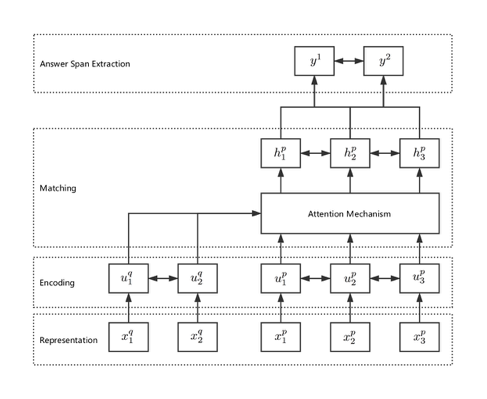 Answer Span Extraction
y¹ y²
h₁ᵖ h₂ᵖ h₃ᵖ
Matching
Attention Mechanism
Encoding
u₁^q u₂^q u₁ᵖ u₂ᵖ u₃ᵖ
Representation
x₁^q x₂^q x₁ᵖ x₂ᵖ x₃ᵖ